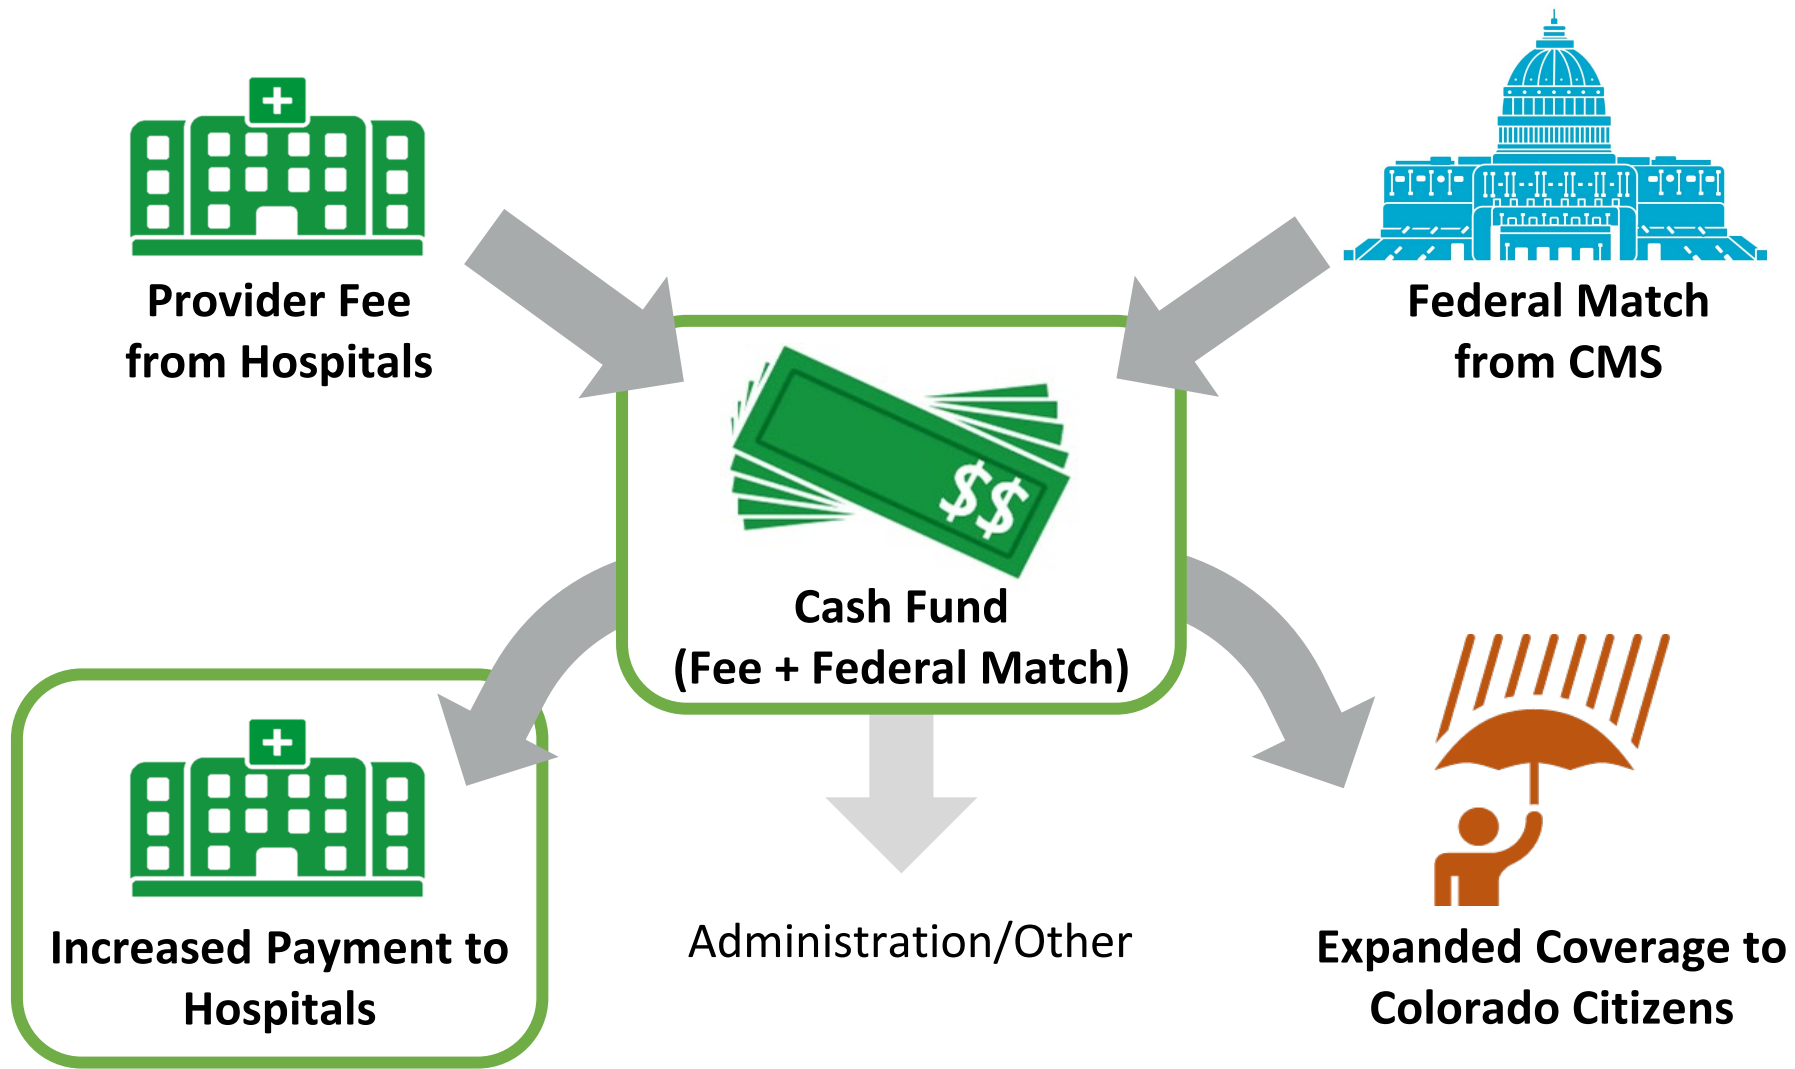 Provider Fee
from Hospitals
Federal Match
from CMS
$$
Cash Fund
(Fee + Federal Match)
Increased Payment to
Hospitals
Administration/Other
Expanded Coverage to
Colorado Citizens